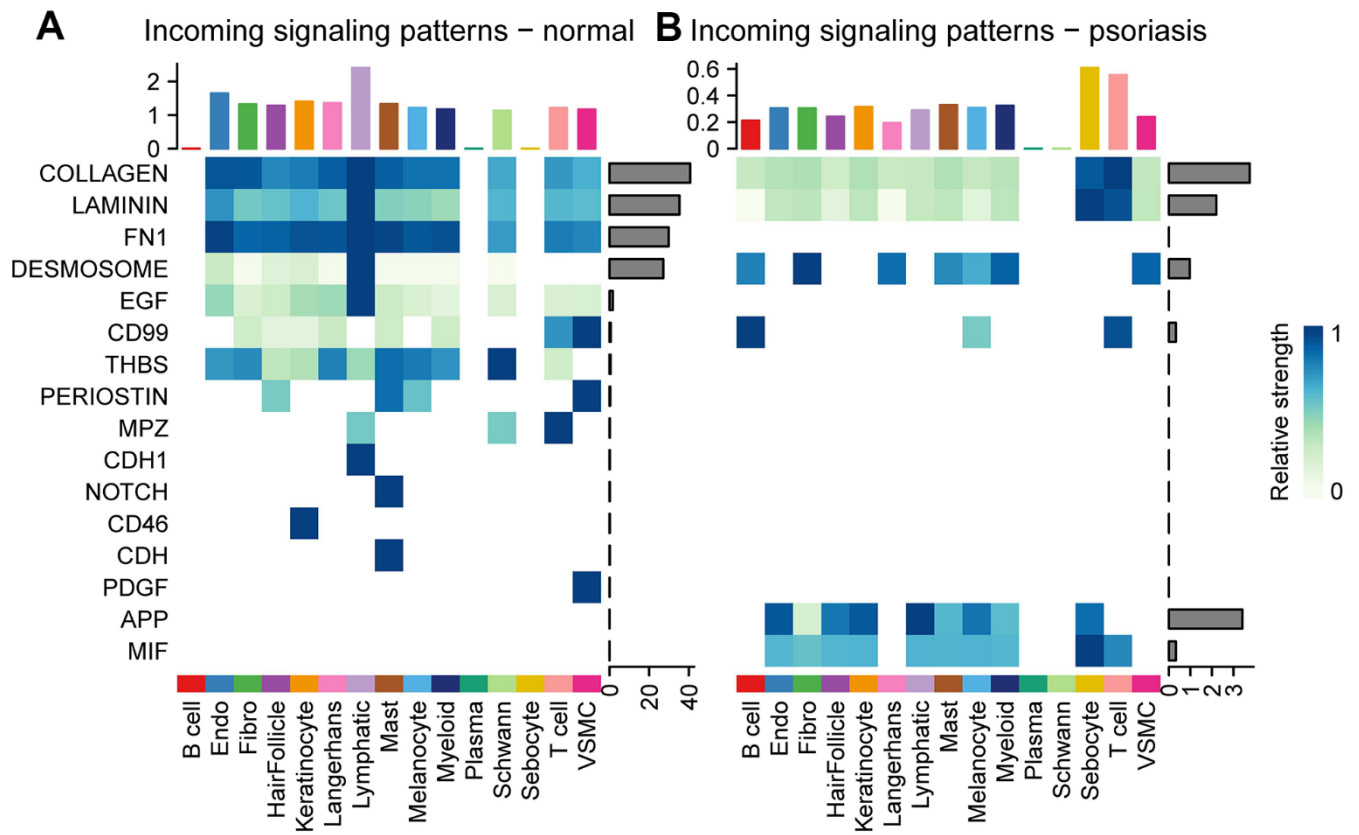 A Incoming signaling patterns – normal
2
1
0
COLLAGEN
LAMININ
FN1
DESMOSOME
EGF
CD99
THBS
PERIOSTIN
MPZ
CDH1
NOTCH
CD46
CDH
PDGF
APP
MIF
0 20 40
B cell
Endo
Fibro
HairFollicle
Keratinocyte
Langerhans
Lymphatic
Mast
Melanocyte
Myeloid
Plasma
Schwann
Sebocyte
T cell
VSMC
B Incoming signaling patterns – psoriasis
0.6
0.4
0.2
0
0 1 2 3
B cell
Endo
Fibro
HairFollicle
Keratinocyte
Langerhans
Lymphatic
Mast
Melanocyte
Myeloid
Plasma
Schwann
Sebocyte
T cell
VSMC
Relative strength
1
0